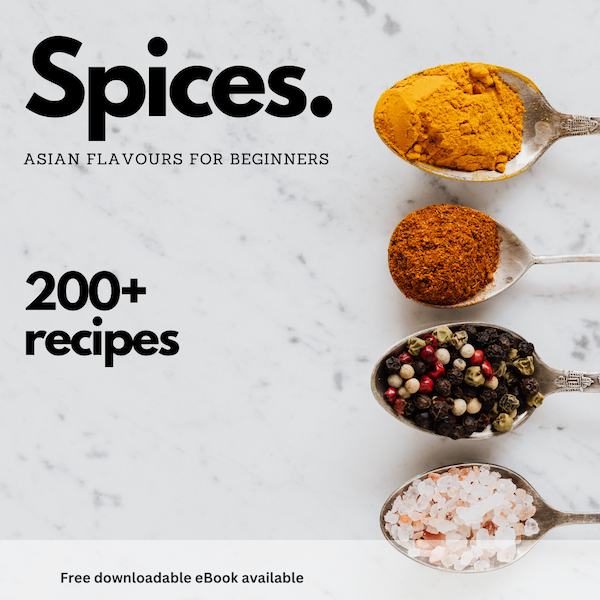 Spices.
ASIAN FLAVOURS FOR BEGINNERS
200+
recipes
Free downloadable eBook available